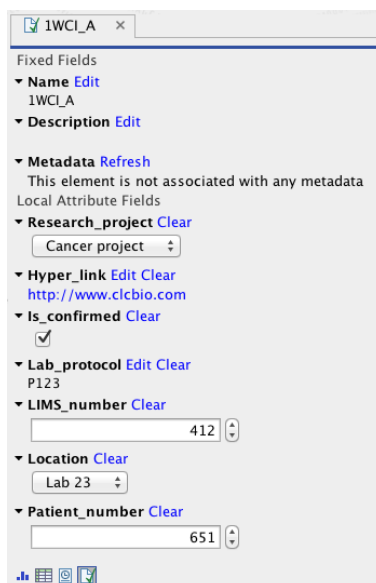 1WCI_A
Fixed Fields
Name Edit
1WCI_A
Description Edit
Metadata Refresh
This element is not associated with any metadata
Local Attribute Fields
Research_project Clear
Cancer project
Hyper_link Edit Clear
http://www.clcbio.com
Is_confirmed Clear
Lab_protocol Edit Clear
P123
LIMS_number Clear
412
Location Clear
Lab 23
Patient_number Clear
651